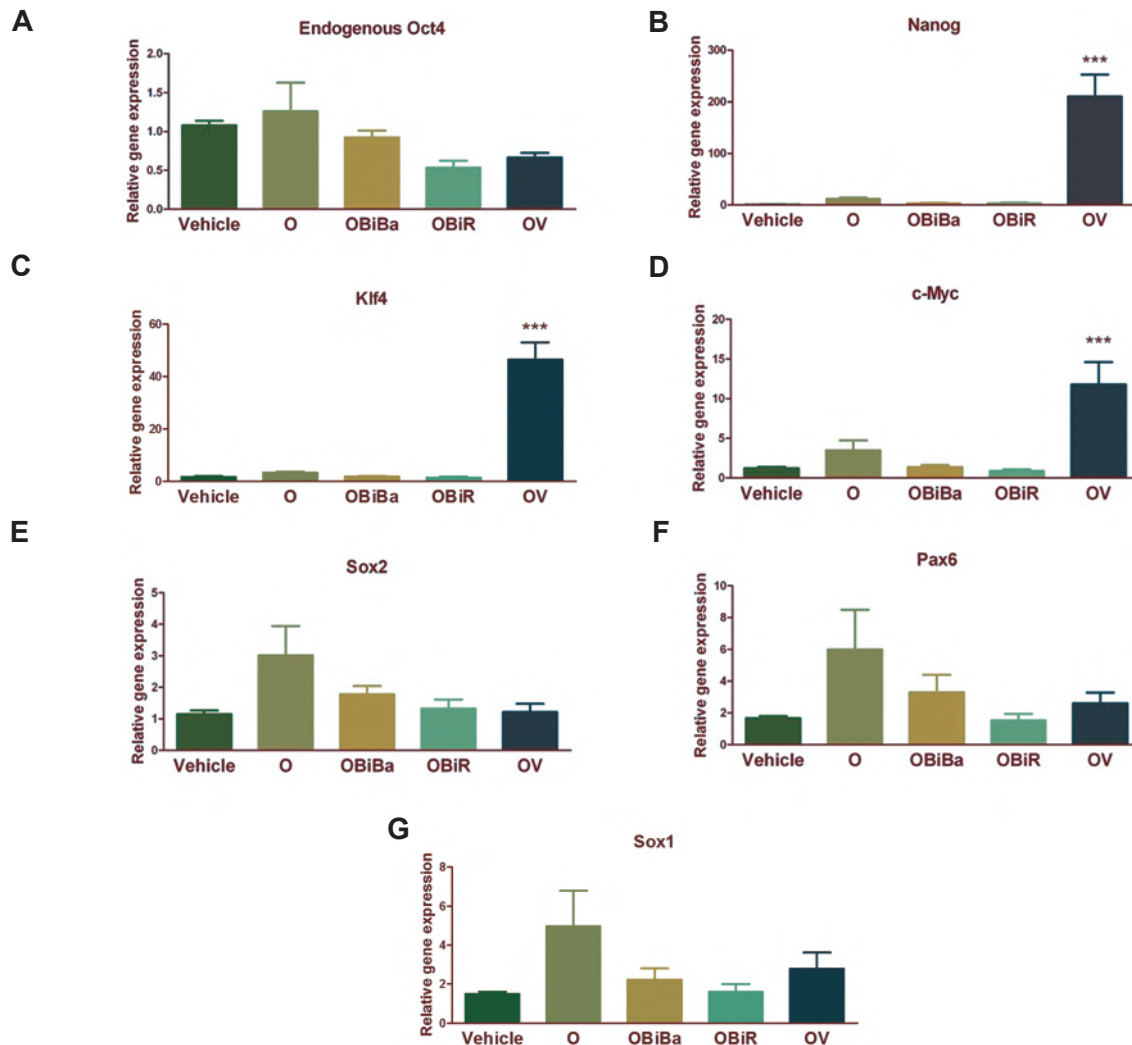 A
Endogenous Oct4
Relative gene expression
2.0
1.5
1.0
0.5
0.0
Vehicle O OBiBa OBiR OV
B
Nanog
Relative gene expression
300
200
100
0
***
Vehicle O OBiBa OBiR OV
C
Klf4
Relative gene expression
60
40
20
0
***
Vehicle O OBiBa OBiR OV
D
c-Myc
Relative gene expression
20
15
10
5
0
***
Vehicle O OBiBa OBiR OV
E
Sox2
Relative gene expression
5
4
3
2
1
0
Vehicle O OBiBa OBiR OV
F
Pax6
Relative gene expression
10
8
6
4
2
0
Vehicle O OBiBa OBiR OV
G
Sox1
Relative gene expression
8
6
4
2
0
Vehicle O OBiBa OBiR OV